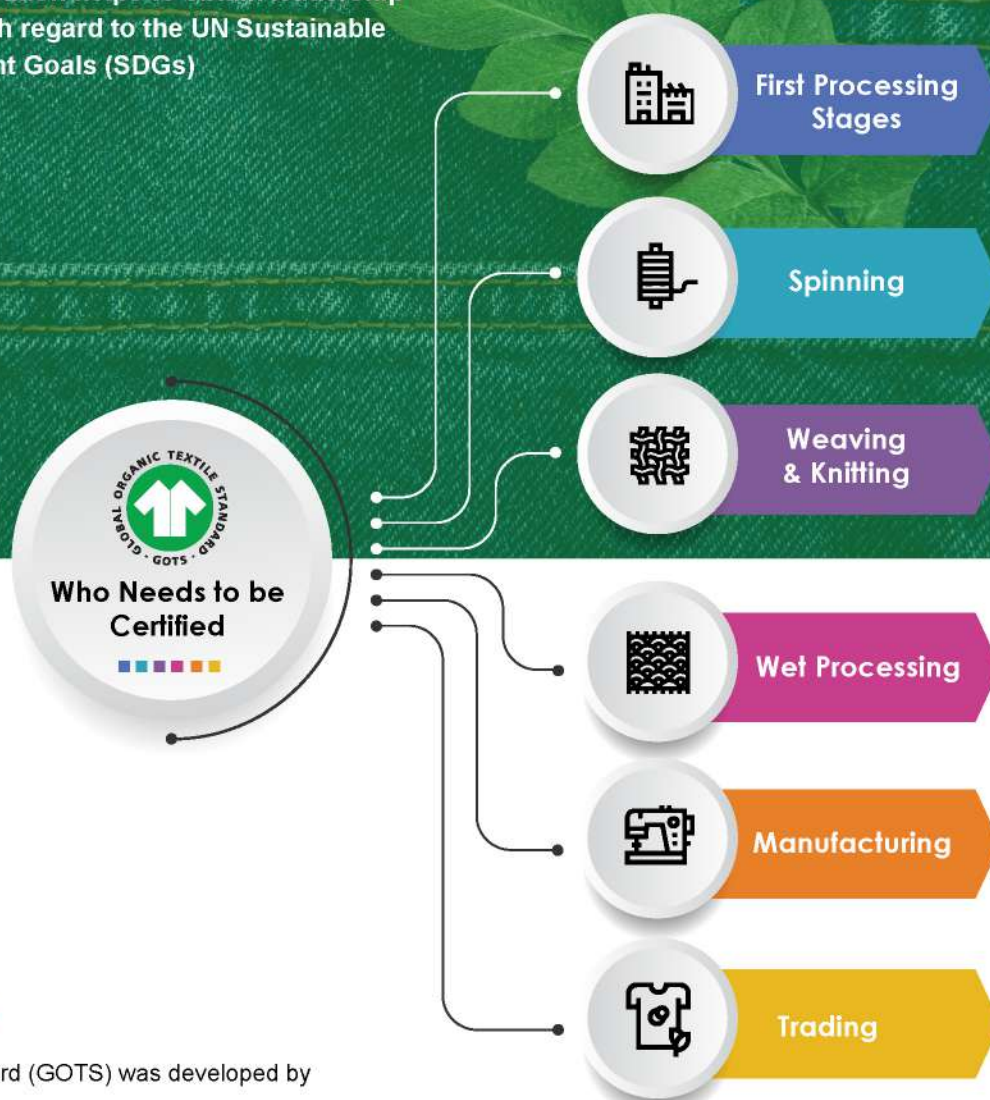 h regard to the UN Sustainable
nt Goals (SDGs)
First Processing
Stages
Spinning
Weaving
& Knitting
GLOBAL ORGANIC TEXTILE STANDARD · GOTS ·
Who Needs to be
Certified
Wet Processing
Manufacturing
Trading
rd (GOTS) was developed by